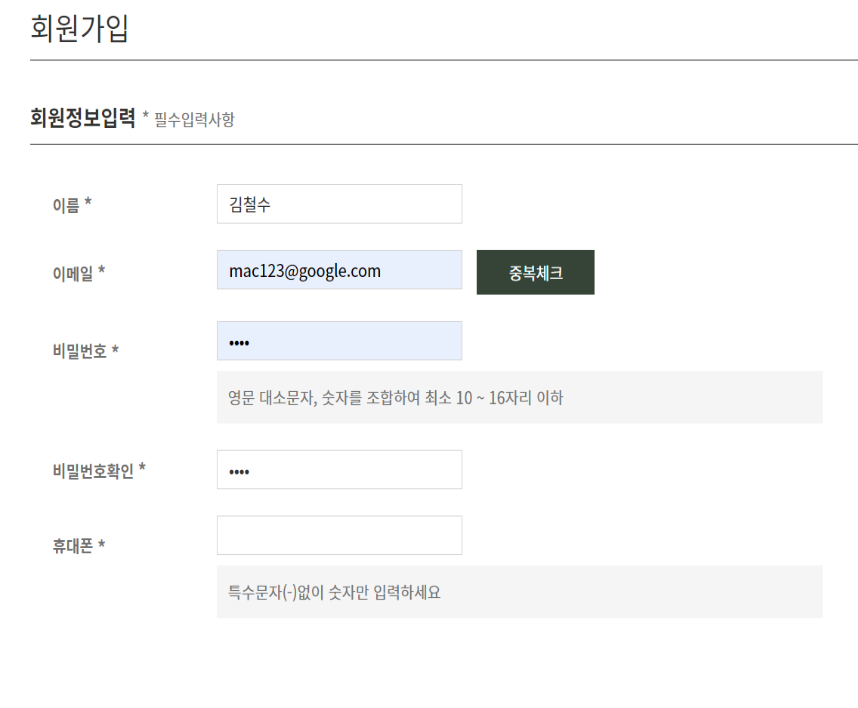 회원가입
회원정보입력 * 필수입력사항
이름 * 김철수
이메일 * mac123@google.com 중복체크
비밀번호 * ••••
영문 대소문자, 숫자를 조합하여 최소 10 ~ 16자리 이하
비밀번호확인 * ••••
휴대폰 *
특수문자(-)없이 숫자만 입력하세요